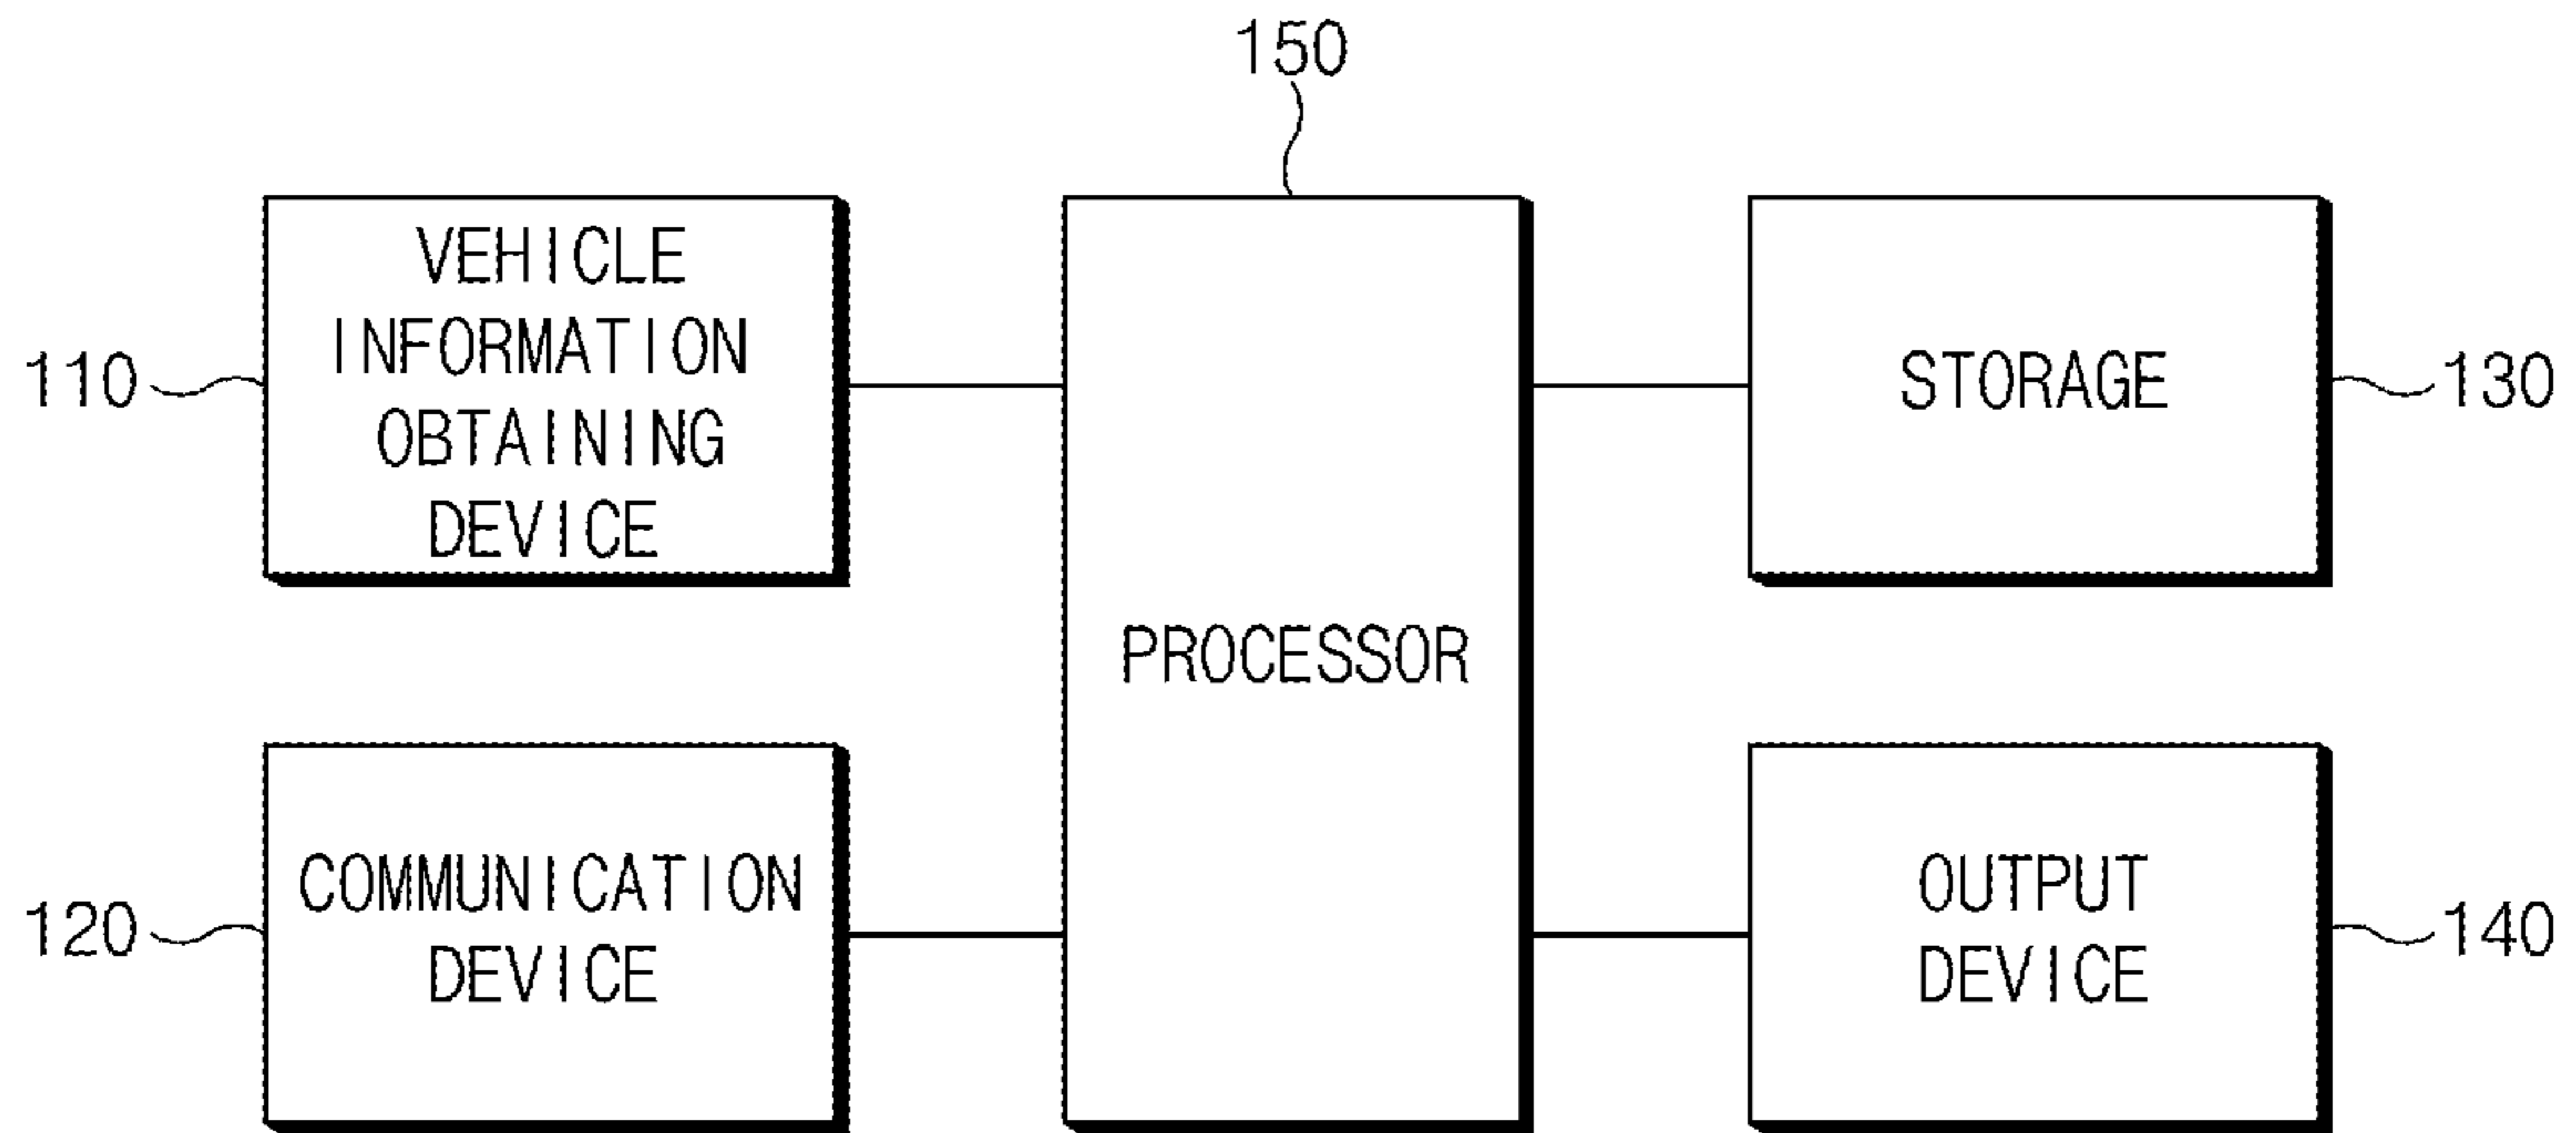 150
110
VEHICLE
INFORMATION
OBTAINING
DEVICE
PROCESSOR
STORAGE
130
120
COMMUNICATION
DEVICE
OUTPUT
DEVICE
140